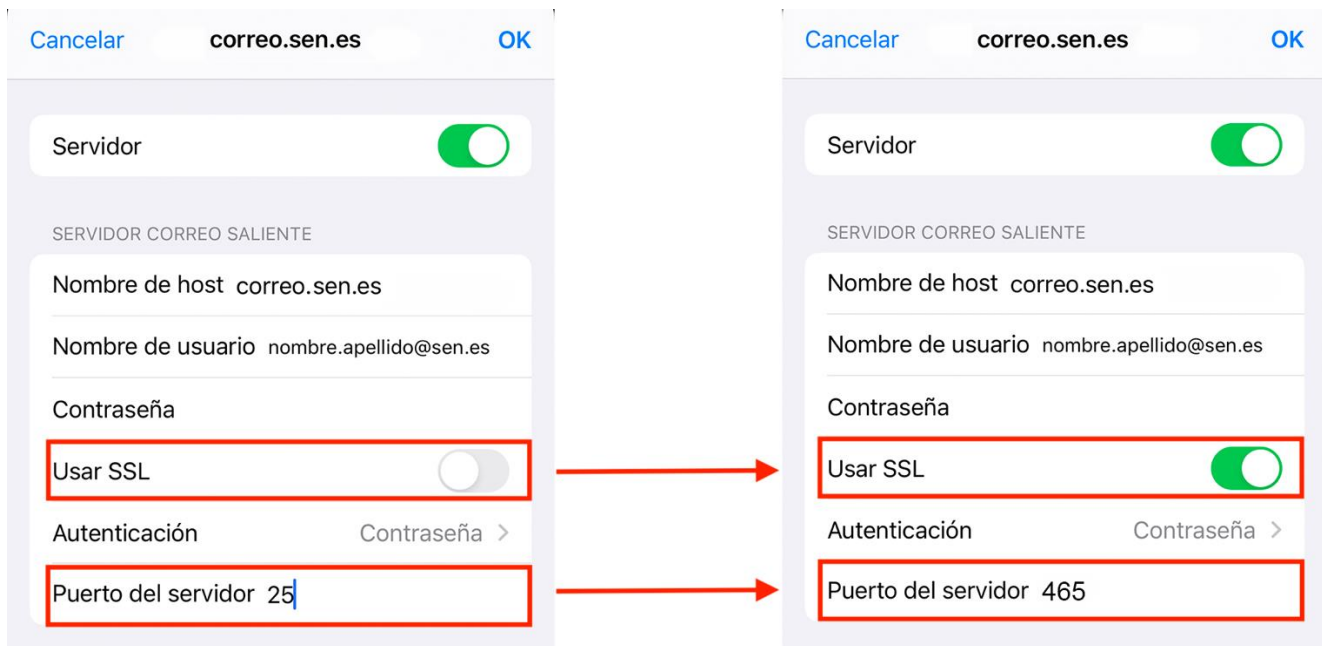 Cancelar correo.sen.es OK
Servidor
SERVIDOR CORREO SALIENTE
Nombre de host correo.sen.es
Nombre de usuario nombre.apellido@sen.es
Contraseña
Usar SSL
Autenticación Contraseña >
Puerto del servidor 25
Cancelar correo.sen.es OK
Servidor
SERVIDOR CORREO SALIENTE
Nombre de host correo.sen.es
Nombre de usuario nombre.apellido@sen.es
Contraseña
Usar SSL
Autenticación Contraseña >
Puerto del servidor 465